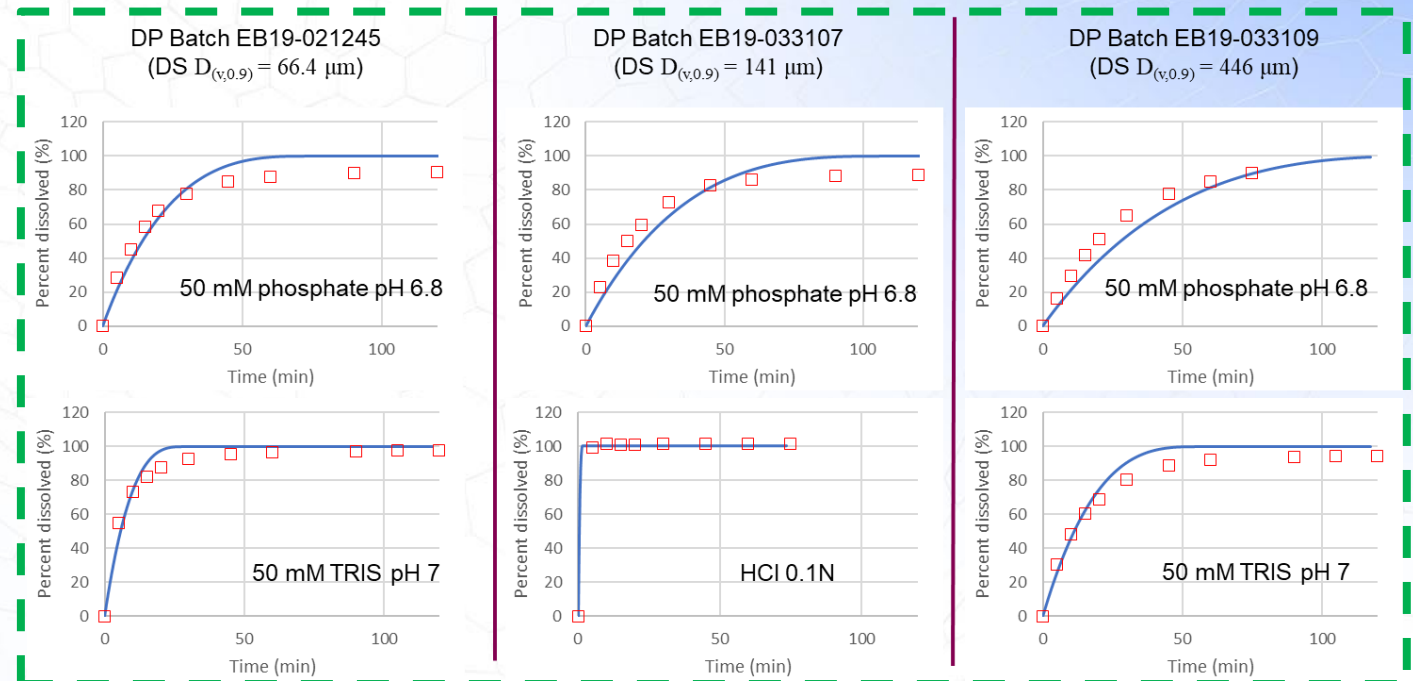 DP Batch EB19-021245
(DS D(v,0.9) = 66.4 μm)
120
100
80
60
40
20
0
Percent dissolved (%)
50 mM phosphate pH 6.8
0 50 100
Time (min)
120
100
80
60
40
20
0
Percent dissolved (%)
50 mM TRIS pH 7
0 50 100
Time (min)
DP Batch EB19-033107
(DS D(v,0.9) = 141 μm)
120
100
80
60
40
20
0
Percent dissolved (%)
50 mM phosphate pH 6.8
0 50 100
Time (min)
120
100
80
60
40
20
0
Percent dissolved (%)
HCl 0.1N
0 50 100
Time (min)
DP Batch EB19-033109
(DS D(v,0.9) = 446 μm)
120
100
80
60
40
20
0
Percent dissolved (%)
50 mM phosphate pH 6.8
0 50 100
Time (min)
120
100
80
60
40
20
0
Percent dissolved (%)
50 mM TRIS pH 7
0 50 100
Time (min)